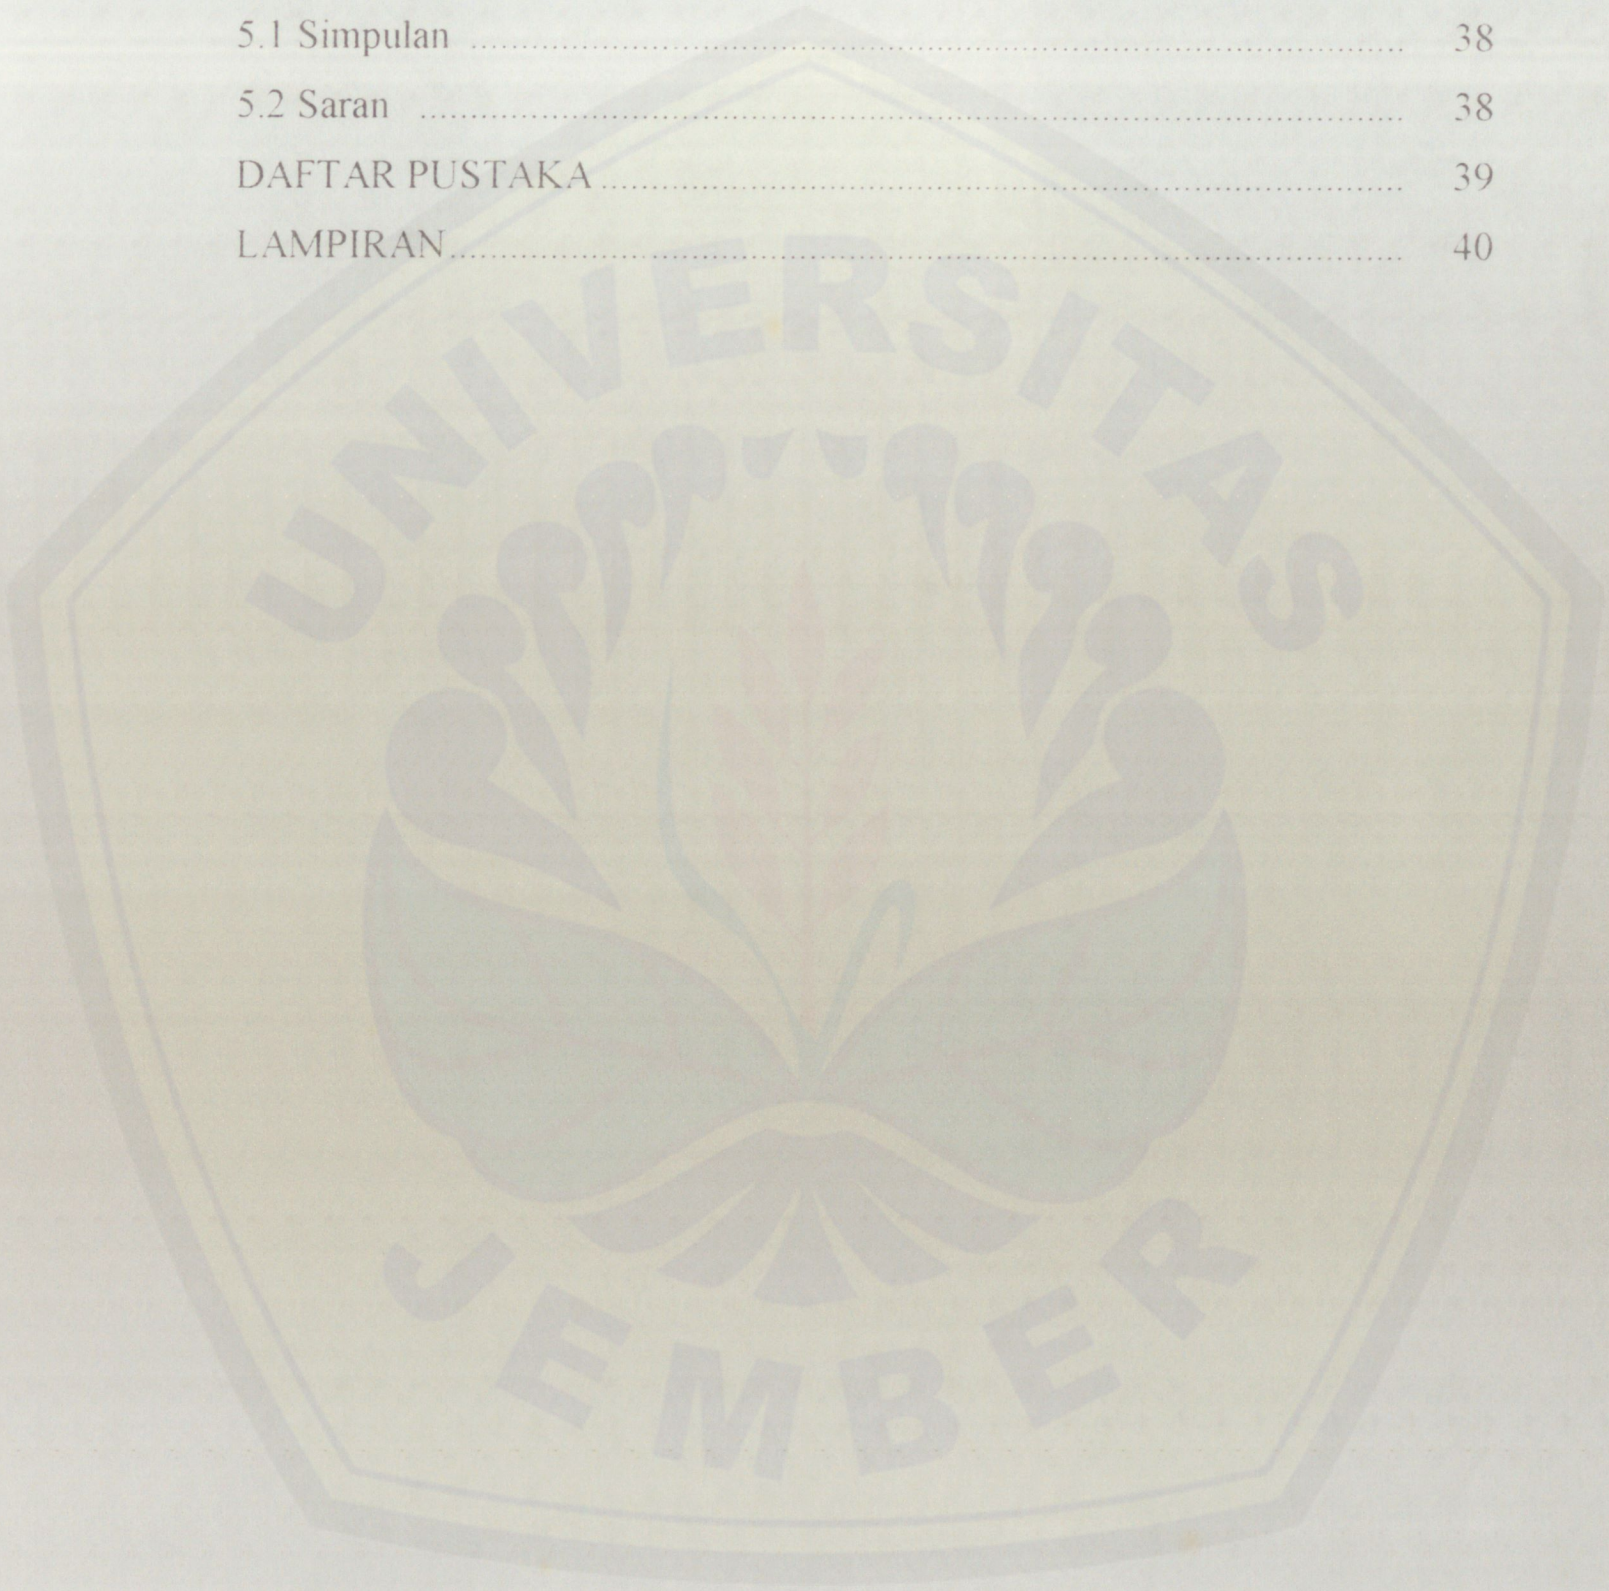 5.1 Simpulan ........................................ 38
5.2 Saran ........................................ 38
DAFTAR PUSTAKA ........................................ 39
LAMPIRAN ........................................ 40
UNIVERSITAS
JEMBER